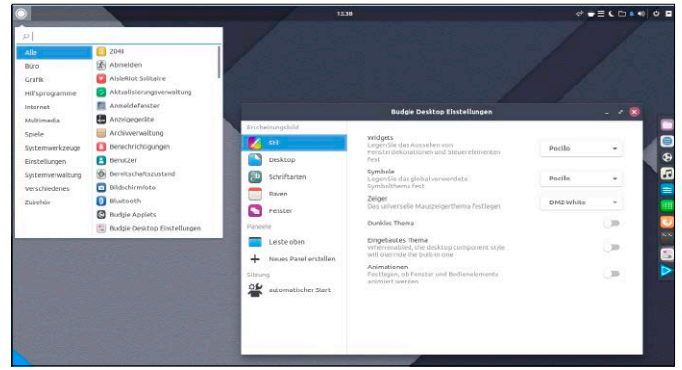 13:38
Alle
Büro
Grafik
Hilfsprogramme
Internet
Multimedia
Spiele
Systemwerkzeuge
Einstellungen
Systemverwaltung
Verschiedenes
Zubehör
2048
Abmelden
AisleRiot Solitaire
Aktualisierungsverwaltung
Anmeldefenster
Anzeigegeräte
Archivverwaltung
Benachrichtigungen
Benutzer
Bereitschaftszustand
Bildschirmfoto
Bluetooth
Budgie Applets
Budgie Desktop Einstellungen
Budgie Desktop Einstellungen
Erscheinungsbild
Stil
Desktop
Schriftarten
Raven
Fenster
Paneele
Leiste oben
Neues Panel erstellen
Sitzung
automatischer Start
Widgets
Legen Sie das Aussehen von
Fensterdekorationen und Steuerelementen
fest
Pocillo
Symbole
Legen Sie das global verwendete
Symbolthema fest
Pocillo
Zeiger
Das universelle Mauszeigerthema festlegen
DMZ-White
Dunkles Thema
Eingebautes Thema
When enabled, the desktop component style
will override the built-in one
Animationen
Festlegen, ob Fenster und Bedienelemente
animiert werden